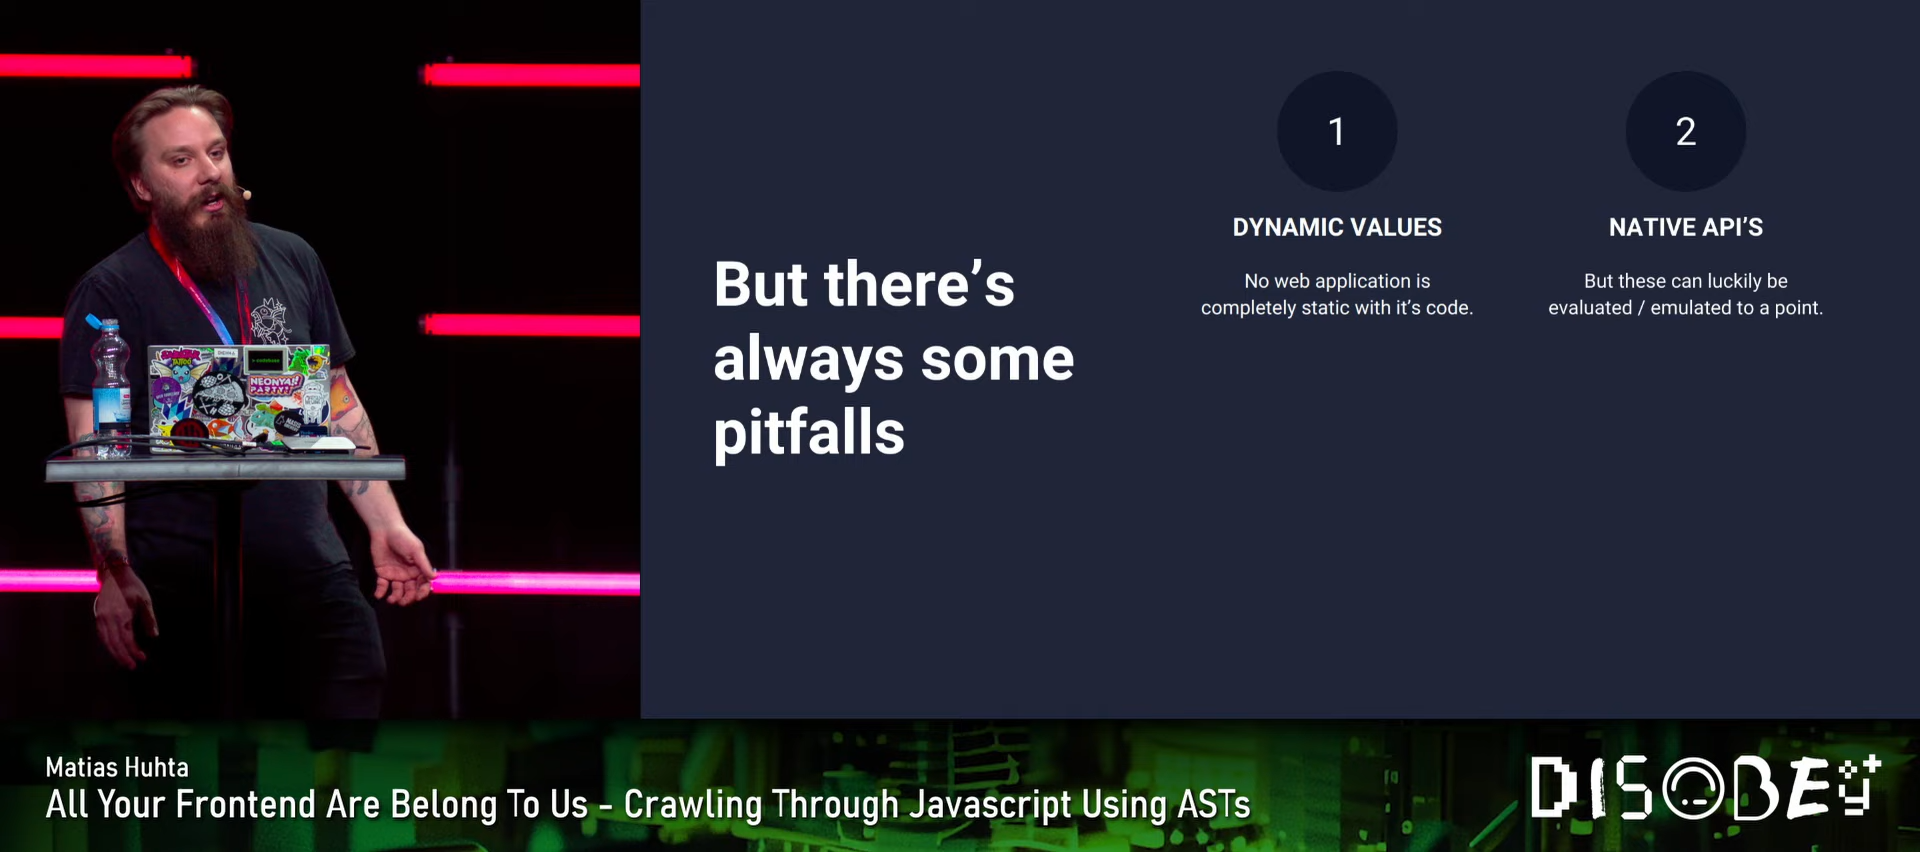 But there's
always some
pitfalls
1
DYNAMIC VALUES
No web application is
completely static with it's code.
2
NATIVE API'S
But these can luckily be
evaluated / emulated to a point.
NEONYA!!
PARTY!
Matias Huhta
All Your Frontend Are Belong To Us - Crawling Through Javascript Using ASTs
DISOBEY